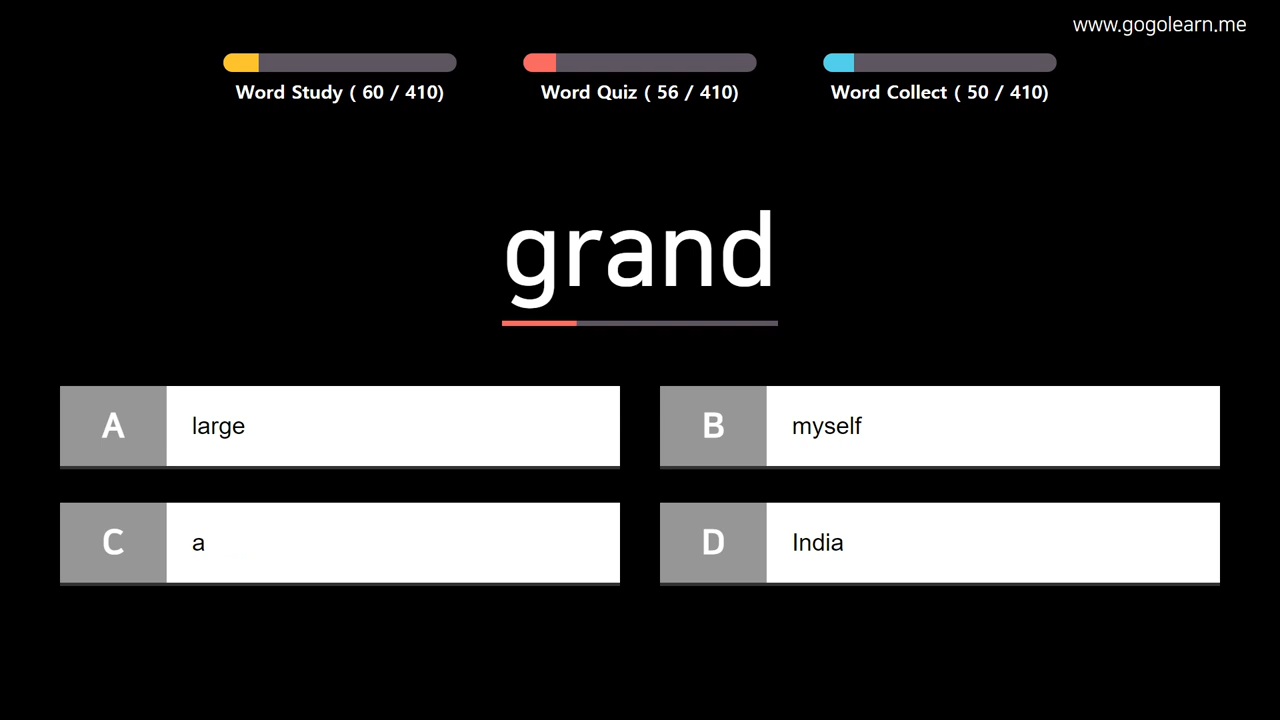 www.gogolearn.me
Word Study ( 60 / 410)
Word Quiz ( 56 / 410)
Word Collect ( 50 / 410)
grand
A large
B myself
C a
D India